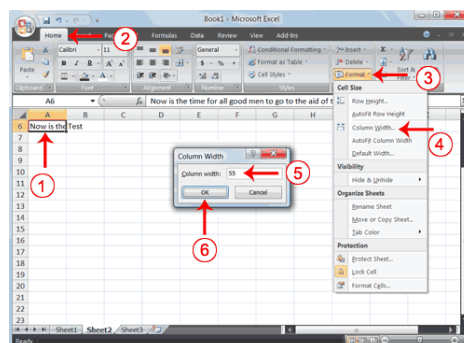 Book1 - Microsoft Excel
Home
Formulas
Data
Review
View
Add-Ins
2
Paste
Calibri
11
B I U
General
$ % ,
Conditional Formatting
Format as Table
Cell Styles
Insert
Delete
Format
Sort &
3
Clipboard
Font
Alignment
Number
Styles
A6
fx
Now is the time for all good men to go to the aid of t
A B C D E F G H
6 Now is the Test
7
8
9
10
11
12
13
14
15
16
17
18
19
20
21
22
23
1
Column Width
Column width: 55
OK
Cancel
5
6
Cell Size
Row Height...
AutoFit Row Height
Column Width...
4
AutoFit Column Width
Default Width...
Visibility
Hide & Unhide
Organize Sheets
Rename Sheet
Move or Copy Sheet...
Tab Color
Protection
Protect Sheet...
Lock Cell
Format Cells...
Sheet1 Sheet2 Sheet3
Ready